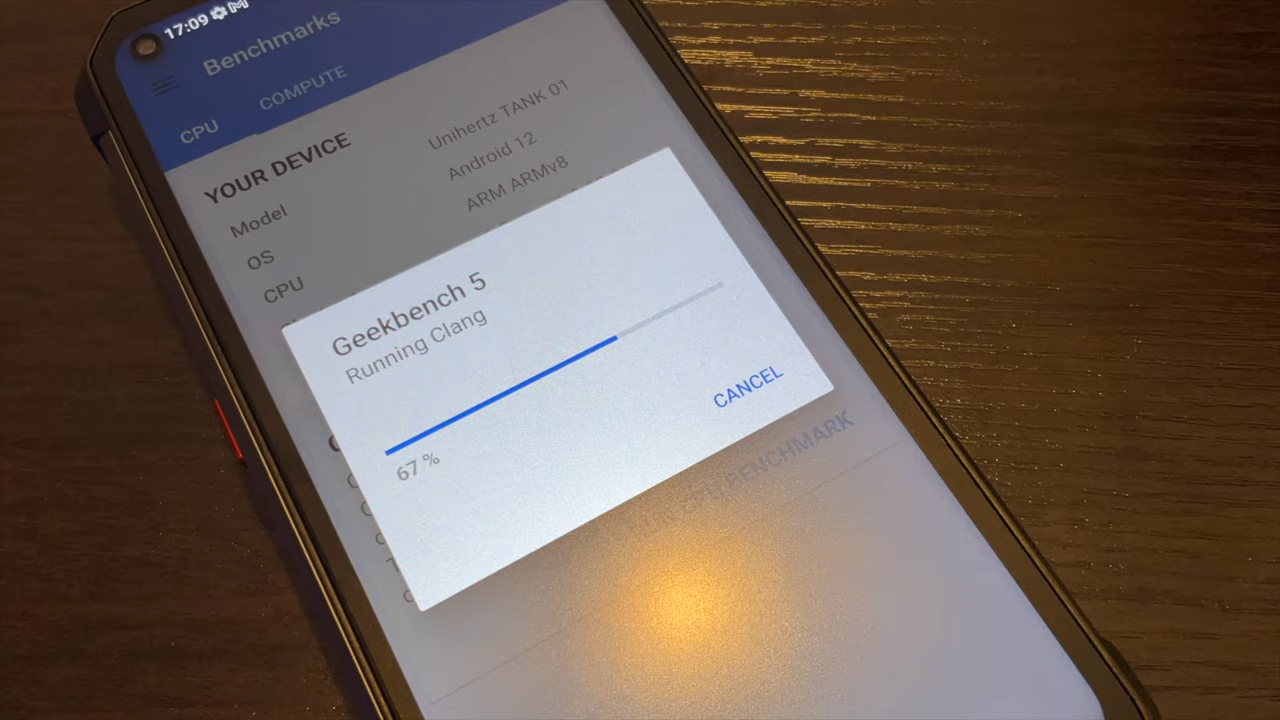 17:09
Benchmarks
CPU
COMPUTE
YOUR DEVICE
Model
Unihertz TANK 01
OS
Android 12
CPU
ARM ARMv8
Geekbench 5
Running Clang
67 %
CANCEL
BENCHMARK